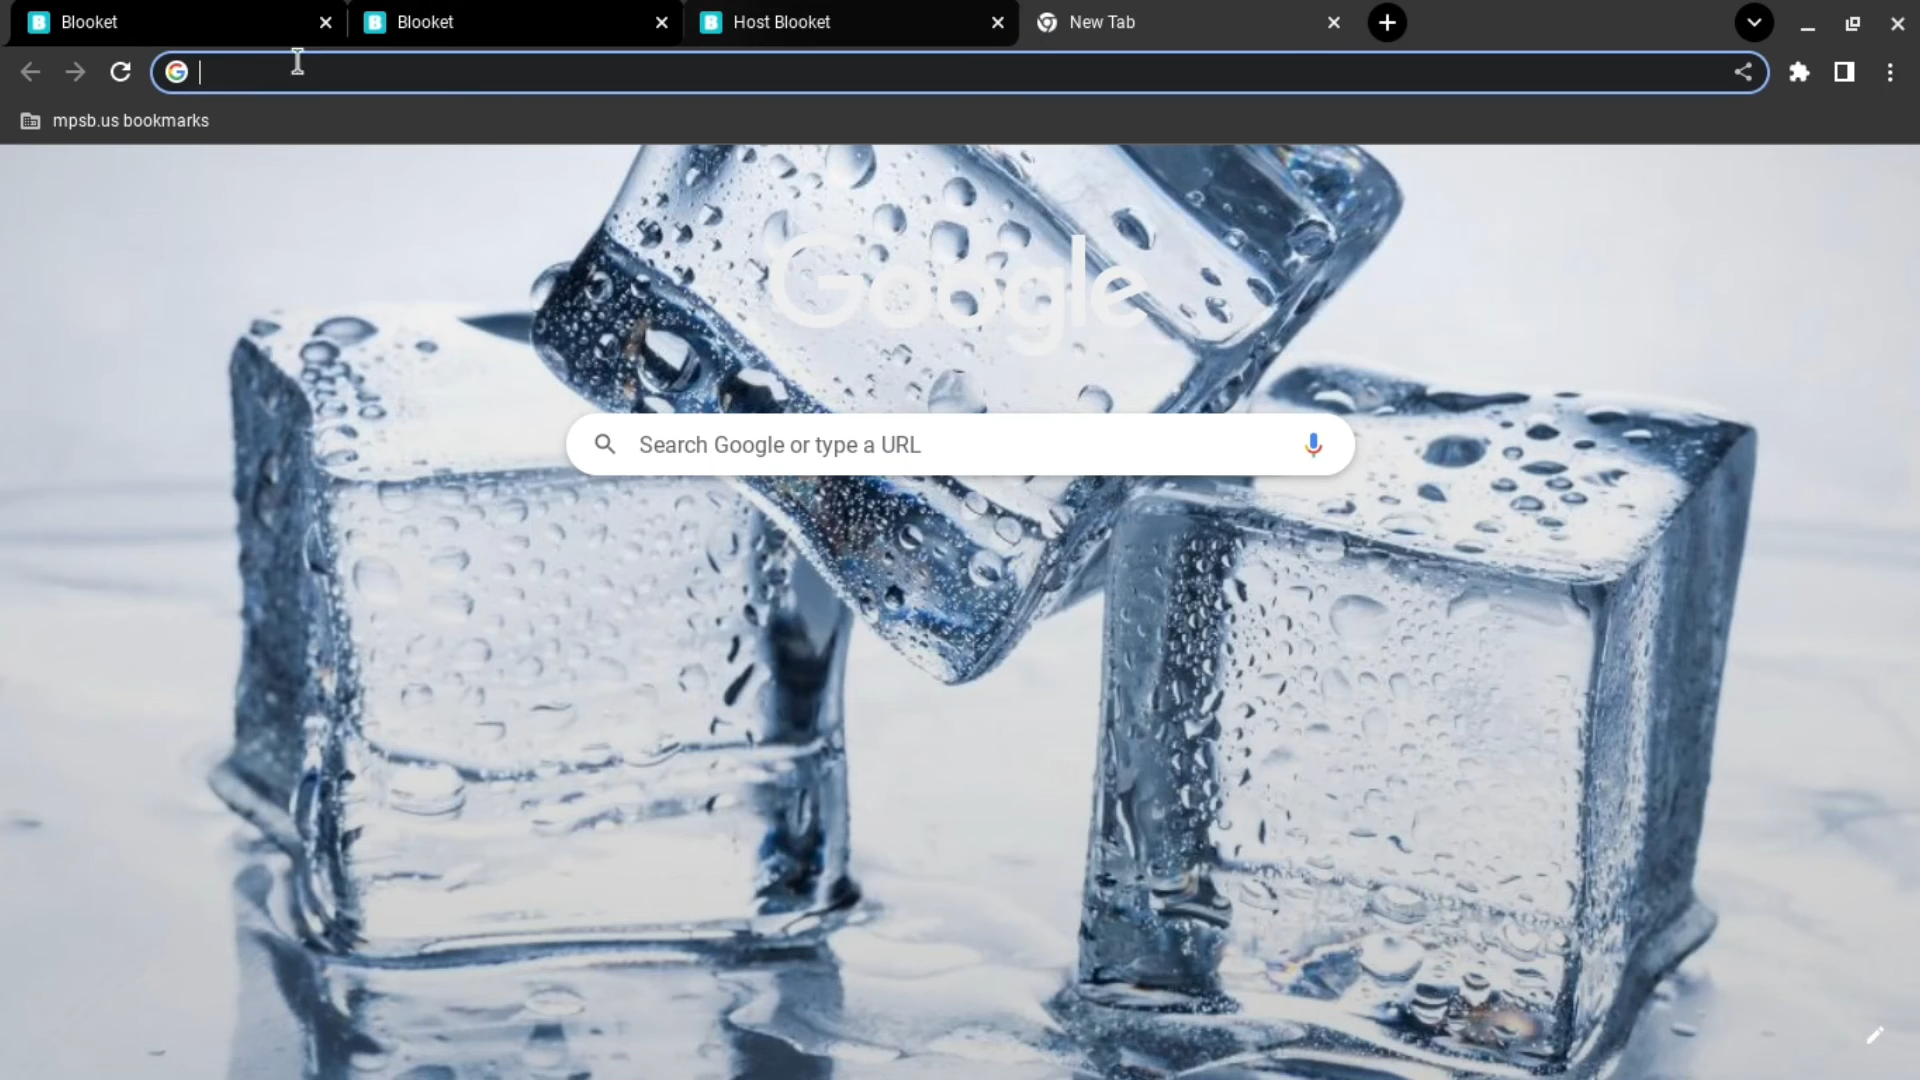 Blooket
Blooket
Host Blooket
New Tab
mpsb.us bookmarks
Google
Search Google or type a URL